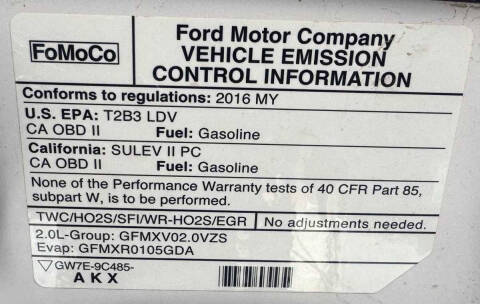 FoMoCo
Ford Motor Company
VEHICLE EMISSION
CONTROL INFORMATION
Conforms to regulations: 2016 MY
U.S. EPA: T2B3 LDV
CA OBD II Fuel: Gasoline
California: SULEV II PC
CA OBD II Fuel: Gasoline
None of the Performance Warranty tests of 40 CFR Part 85,
subpart W, is to be performed.
TWC/HO2S/SFI/WR-HO2S/EGR No adjustments needed.
2.0L-Group: GFMXV02.0VZS
Evap: GFMXR0105GDA
GW7E-9C485-
AKX